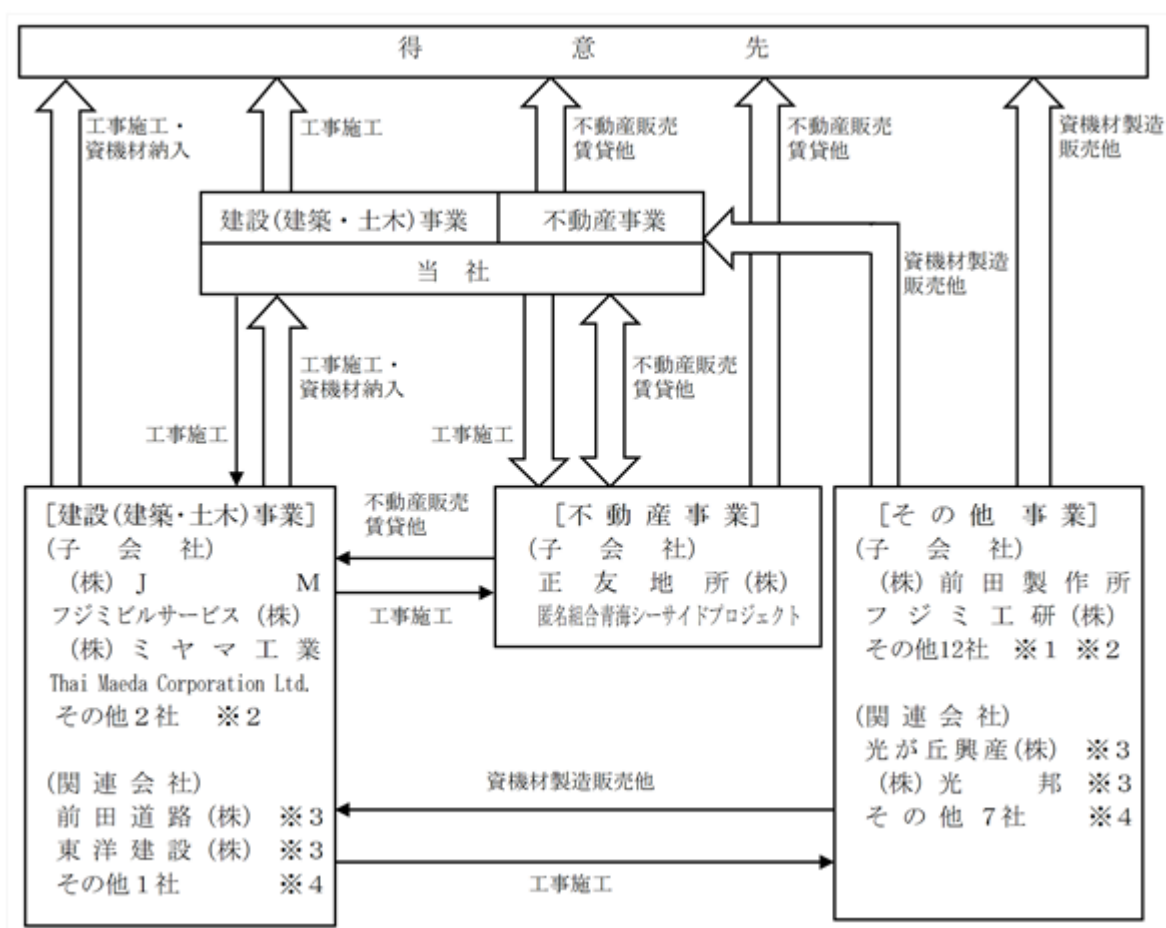 得意先
工事施工・
資機材納入
工事施工
不動産販売
賃貸他
不動産販売
賃貸他
資機材製造
販売他
建設(建築・土木)事業
不動産事業
当社
資機材製造
販売他
工事施工・
資機材納入
不動産販売
賃貸他
工事施工
工事施工
[建設(建築・土木)事業]
(子会社)
(株)JM
フジミビルサービス(株)
(株)ミヤマ工業
Thai Maeda Corporation Ltd.
その他2社 ※2
(関連会社)
前田道路(株) ※3
東洋建設(株) ※3
その他1社 ※4
不動産販売
賃貸他
工事施工
[不動産事業]
(子会社)
正友地所(株)
匿名組合青海シーサイドプロジェクト
[その他事業]
(子会社)
(株)前田製作所
フジミ工研(株)
その他12社 ※1 ※2
(関連会社)
光が丘興産(株) ※3
(株)光邦 ※3
その他7社 ※4
資機材製造販売他
工事施工